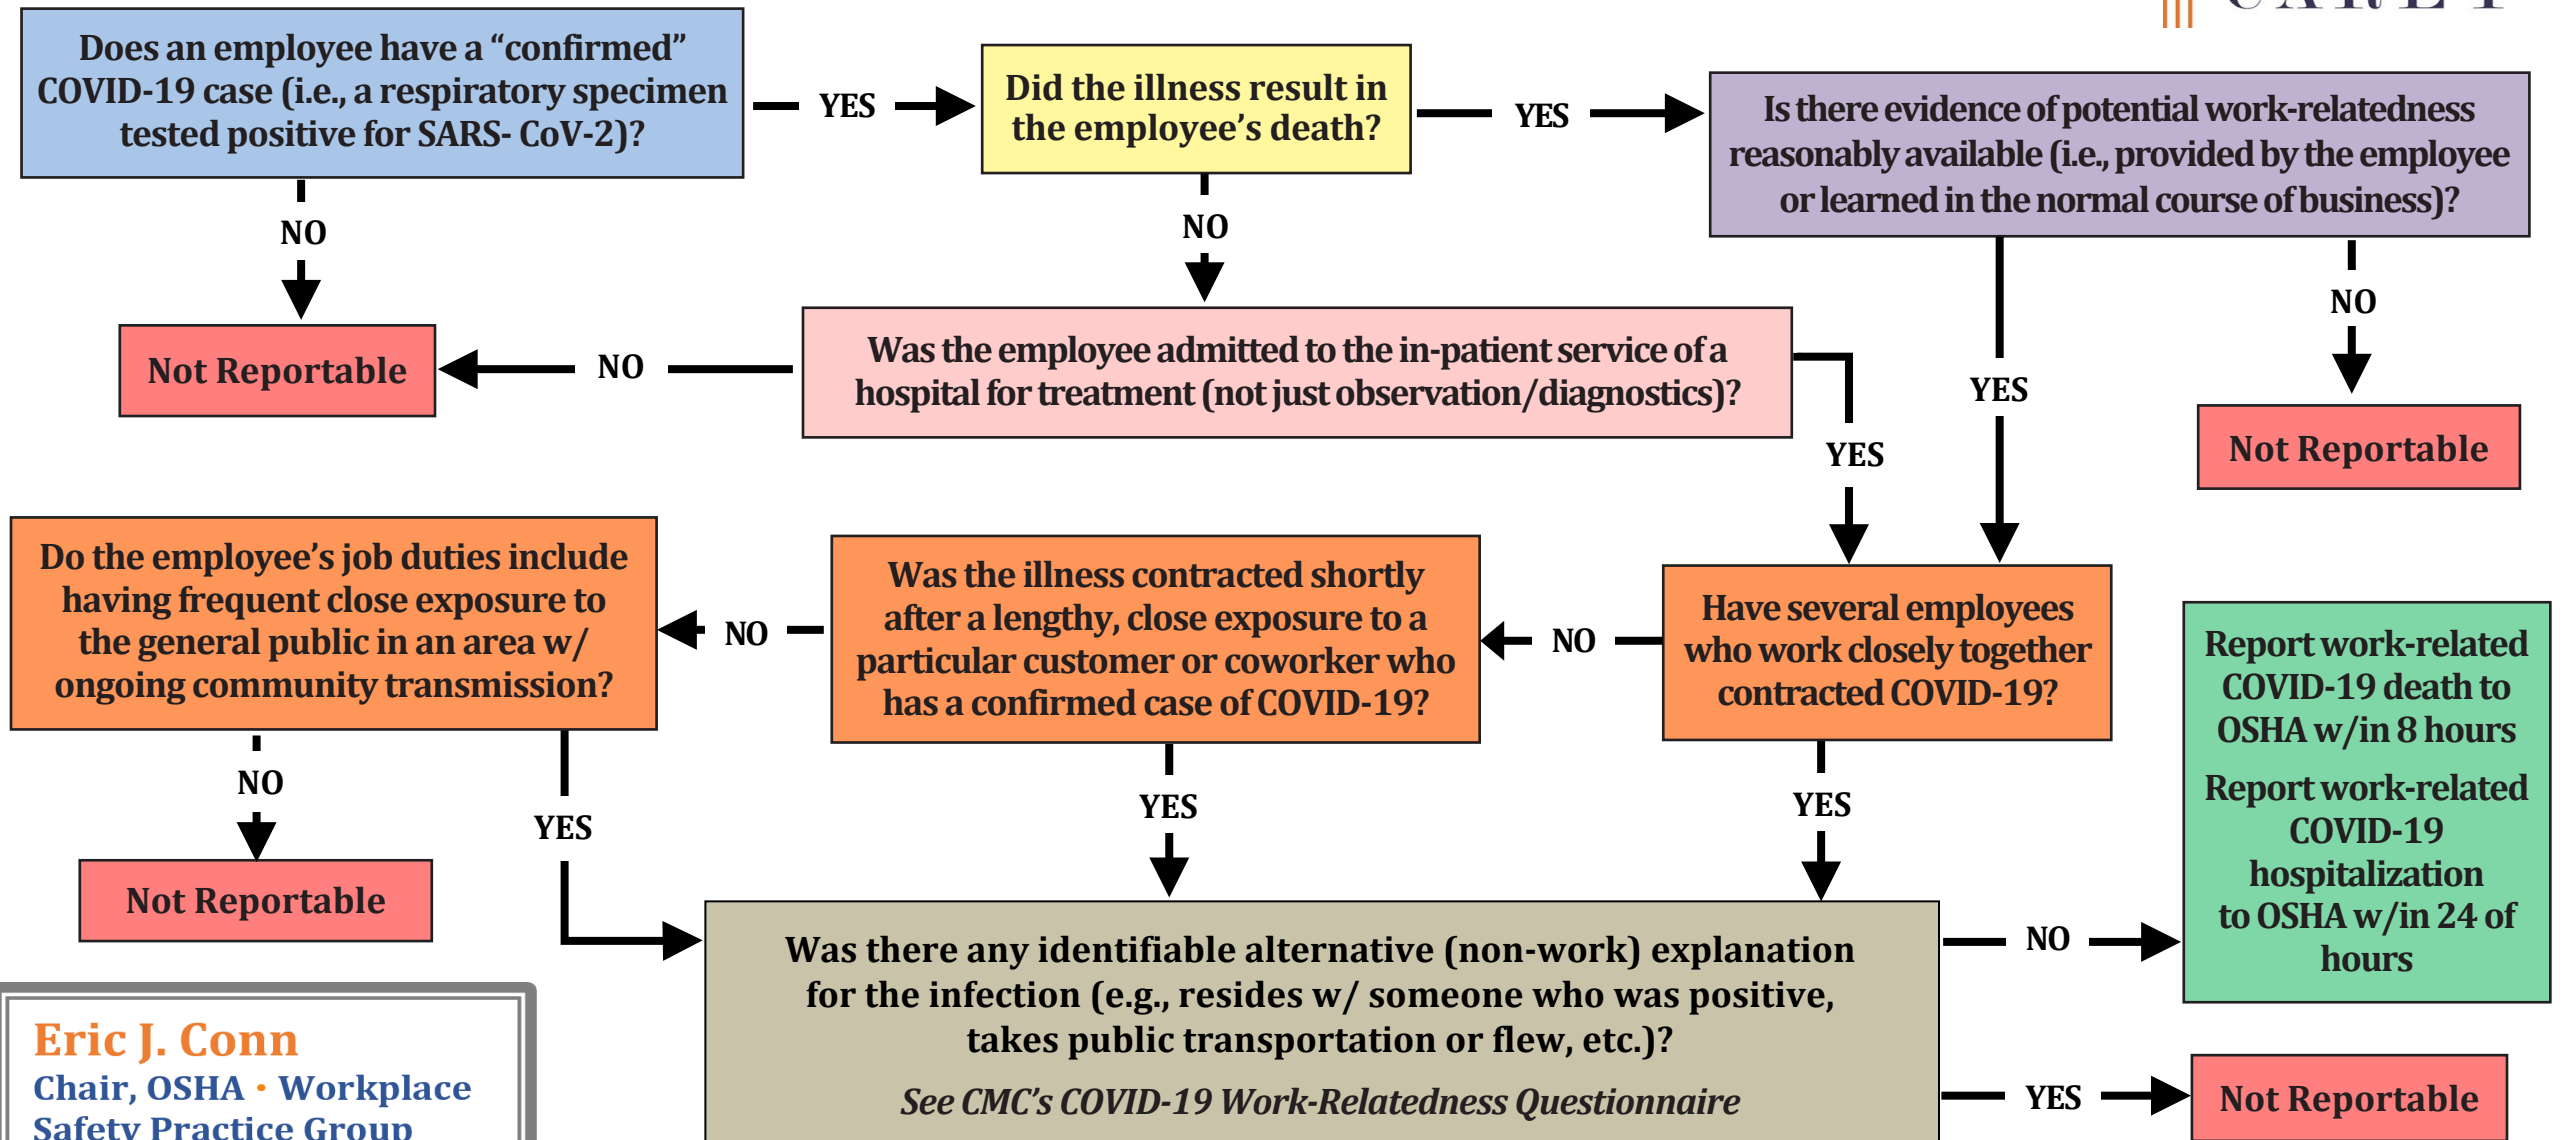 CAREY
Does an employee have a “confirmed”
COVID-19 case (i.e., a respiratory specimen
tested positive for SARS- CoV-2)?
YES
Did the illness result in
the employee’s death?
YES
Is there evidence of potential work-relatedness
reasonably available (i.e., provided by the employee
or learned in the normal course of business)?
NO
NO
NO
Not Reportable
NO
Was the employee admitted to the in-patient service of a
hospital for treatment (not just observation/diagnostics)?
YES
YES
Not Reportable
Do the employee’s job duties include
having frequent close exposure to
the general public in an area w/
ongoing community transmission?
NO
Was the illness contracted shortly
after a lengthy, close exposure to a
particular customer or coworker who
has a confirmed case of COVID-19?
NO
Have several employees
who work closely together
contracted COVID-19?
Report work-related
COVID-19 death to
OSHA w/in 8 hours
Report work-related
COVID-19
hospitalization
to OSHA w/in 24 of
hours
NO
YES
YES
YES
Not Reportable
Was there any identifiable alternative (non-work) explanation
for the infection (e.g., resides w/ someone who was positive,
takes public transportation or flew, etc.)?
See CMC’s COVID-19 Work-Relatedness Questionnaire
NO
YES
Not Reportable
Eric J. Conn
Chair, OSHA • Workplace
Safety Practice Group